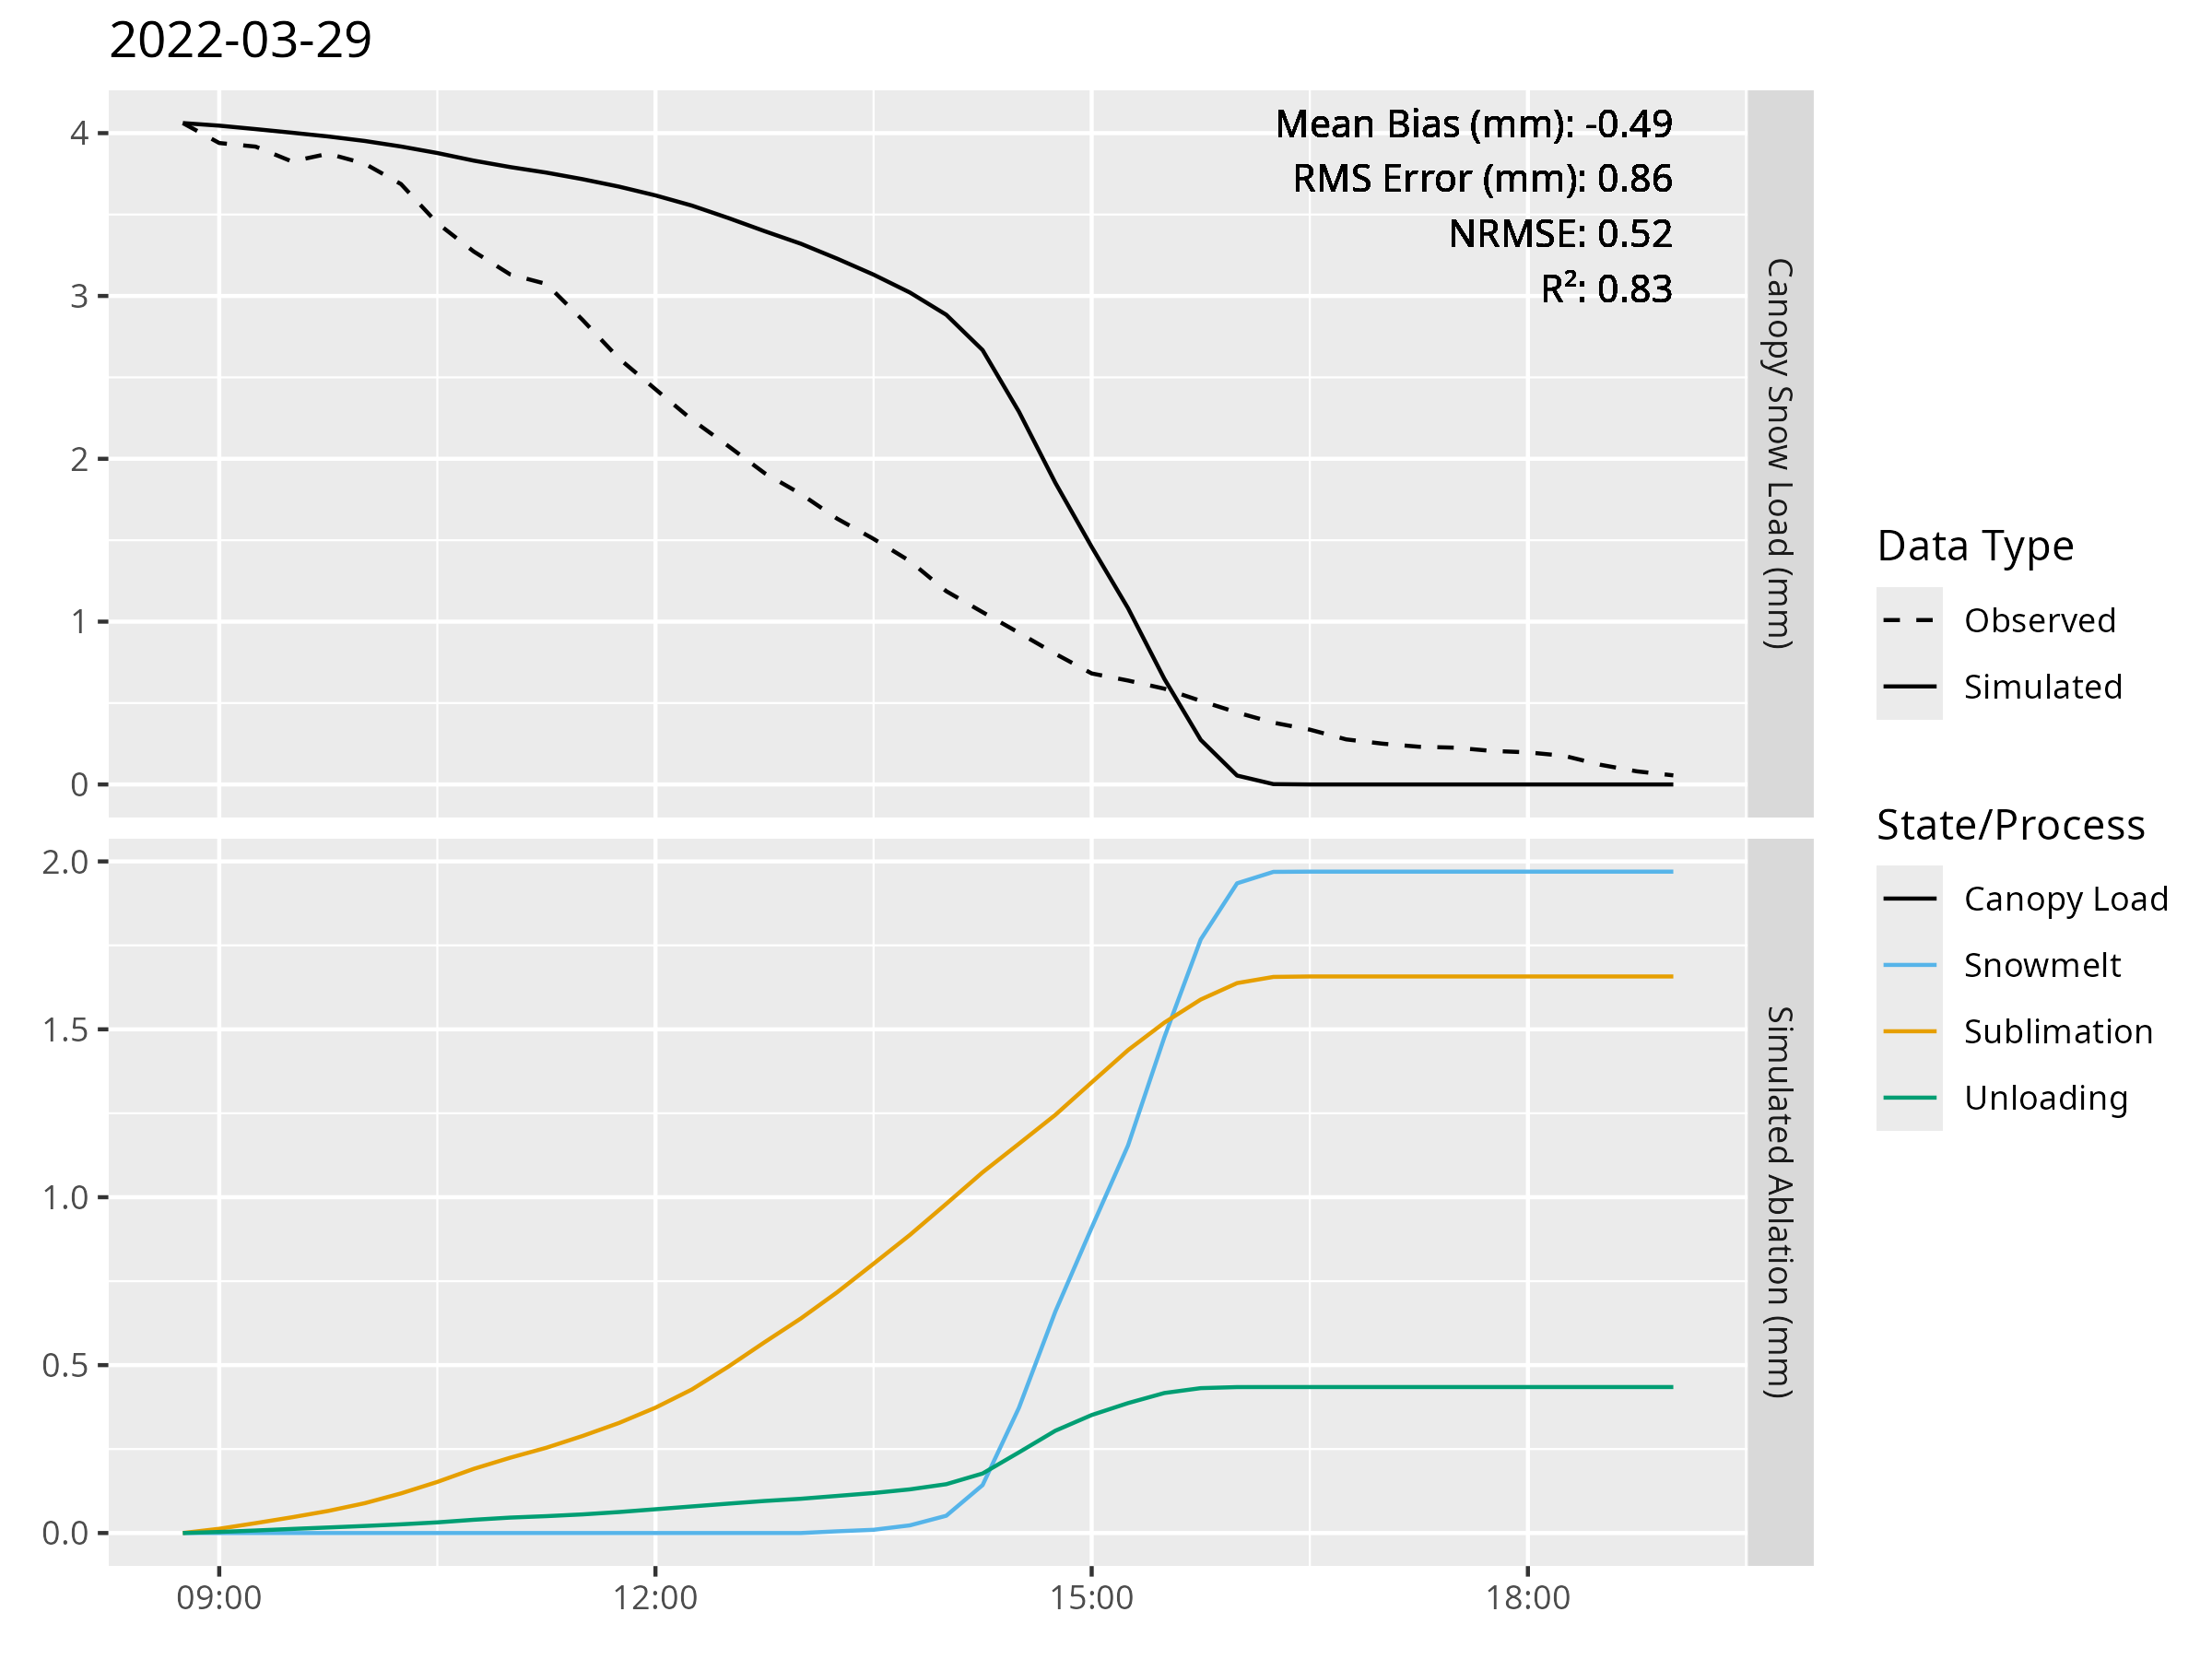 2022-03-29
Mean Bias (mm): -0.49
RMS Error (mm): 0.86
NRMSE: 0.52
R²: 0.83
4
3
2
1
0
Canopy Snow Load (mm)
2.0
1.5
1.0
0.5
0.0
Simulated Ablation (mm)
09:00
12:00
15:00
18:00
Data Type
Observed
Simulated
State/Process
Canopy Load
Snowmelt
Sublimation
Unloading